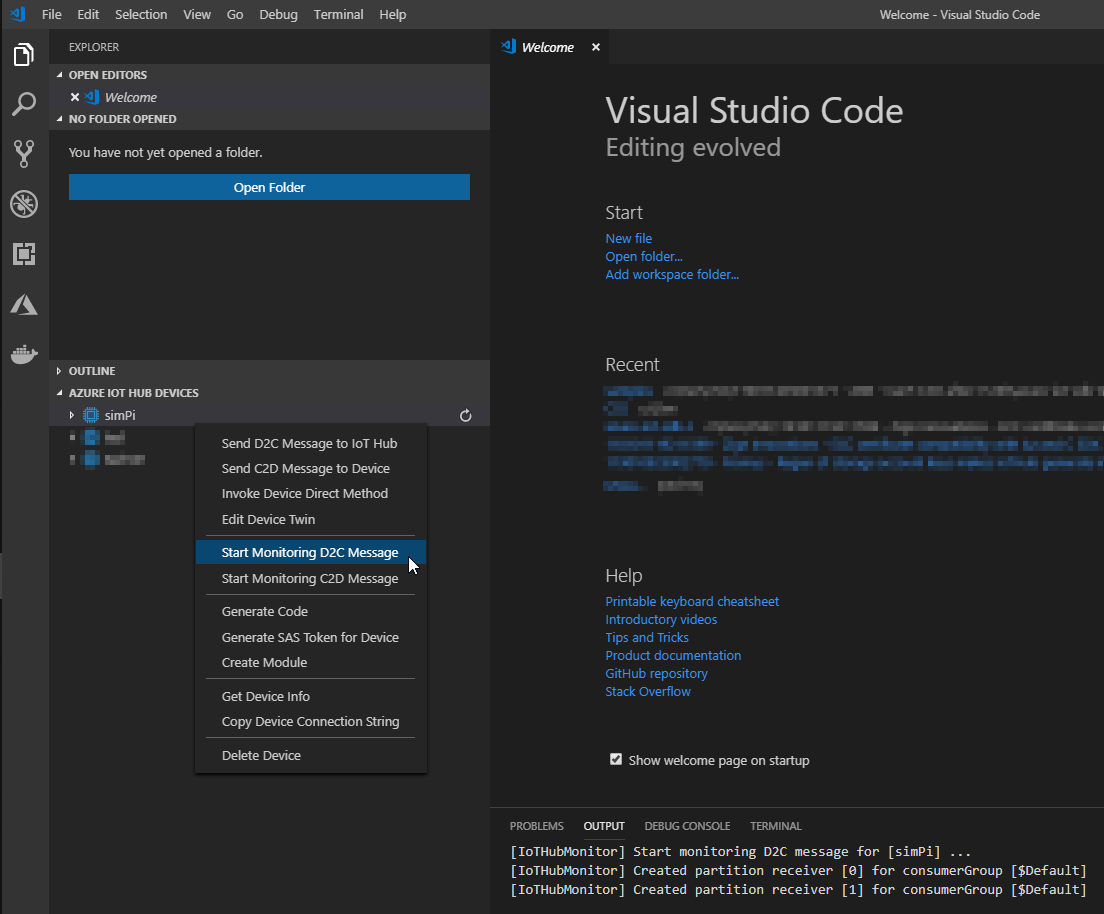 File Edit Selection View Go Debug Terminal Help
Welcome - Visual Studio Code
EXPLORER
OPEN EDITORS
Welcome
NO FOLDER OPENED
You have not yet opened a folder.
Open Folder
OUTLINE
AZURE IOT HUB DEVICES
simPi
Send D2C Message to IoT Hub
Send C2D Message to Device
Invoke Device Direct Method
Edit Device Twin
Start Monitoring D2C Message
Start Monitoring C2D Message
Generate Code
Generate SAS Token for Device
Create Module
Get Device Info
Copy Device Connection String
Delete Device
Welcome
Visual Studio Code
Editing evolved
Start
New file
Open folder...
Add workspace folder...
Recent
Help
Printable keyboard cheatsheet
Introductory videos
Tips and Tricks
Product documentation
GitHub repository
Stack Overflow
Show welcome page on startup
PROBLEMS OUTPUT DEBUG CONSOLE TERMINAL
[IoTHubMonitor] Start monitoring D2C message for [simPi] ...
[IoTHubMonitor] Created partition receiver [0] for consumerGroup [$Default]
[IoTHubMonitor] Created partition receiver [1] for consumerGroup [$Default]